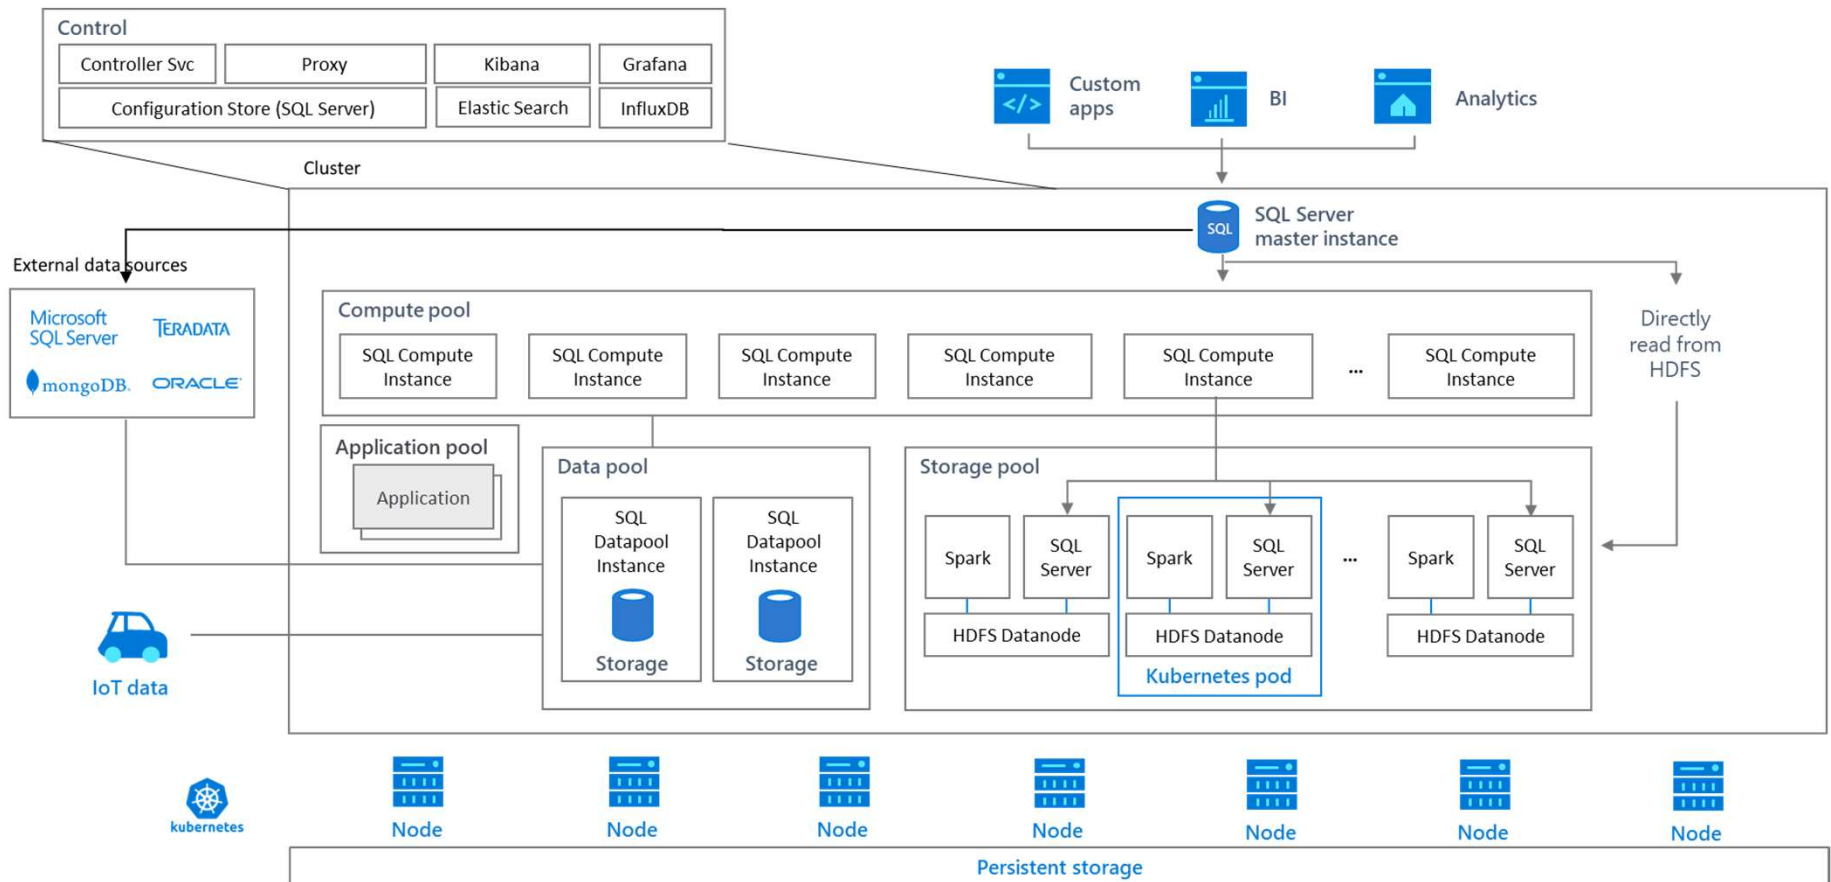 Control
Controller Svc
Proxy
Kibana
Grafana
Configuration Store (SQL Server)
Elastic Search
InfluxDB
Custom
apps
BI
Analytics
Cluster
SQL
SQL Server
master instance
External data sources
Microsoft
SQL Server
TERADATA
mongoDB.
ORACLE
Compute pool
SQL Compute
Instance
SQL Compute
Instance
SQL Compute
Instance
SQL Compute
Instance
SQL Compute
Instance
...
SQL Compute
Instance
Directly
read from
HDFS
Application pool
Application
Data pool
SQL
Datapool
Instance
Storage
SQL
Datapool
Instance
Storage
Storage pool
Spark
SQL
Server
HDFS Datanode
Spark
SQL
Server
HDFS Datanode
Kubernetes pod
...
Spark
SQL
Server
HDFS Datanode
IoT data
kubernetes
Node
Node
Node
Node
Node
Node
Node
Persistent storage